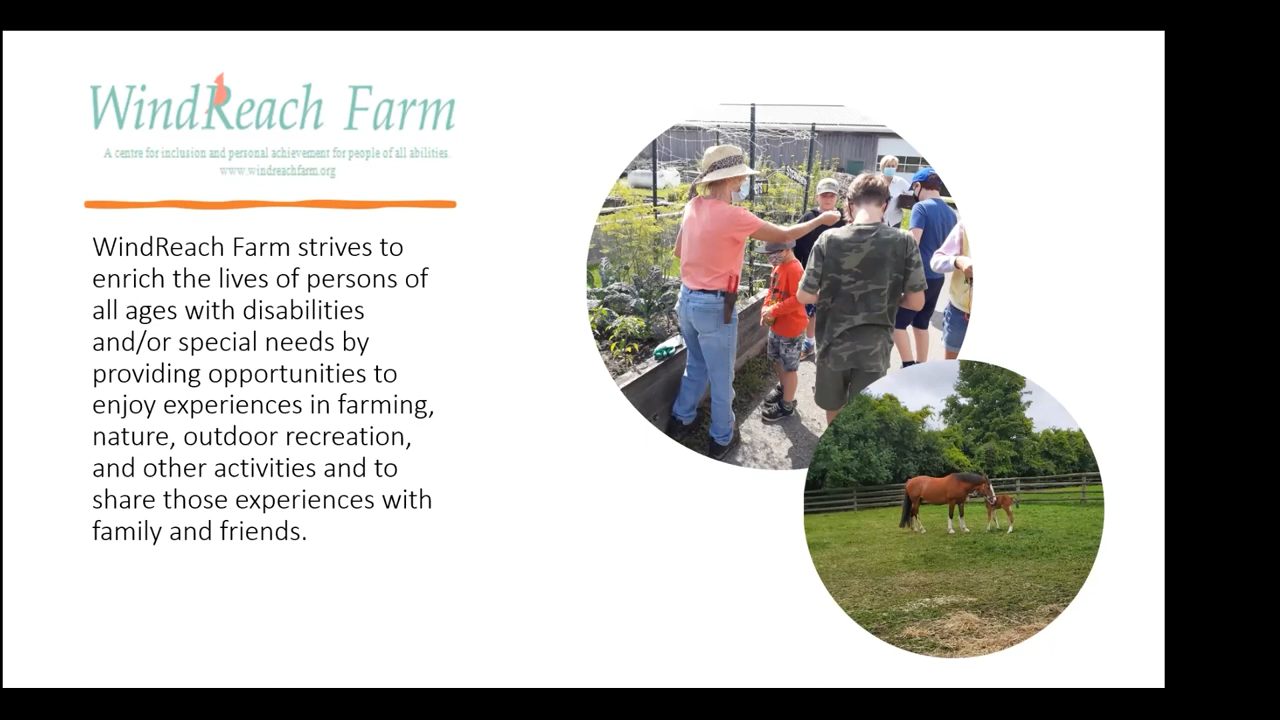 WindReach Farm
A centre for inclusion and personal achievement for people of all abilities.
www.windreachfarm.org
WindReach Farm strives to
enrich the lives of persons of
all ages with disabilities
and/or special needs by
providing opportunities to
enjoy experiences in farming,
nature, outdoor recreation,
and other activities and to
share those experiences with
family and friends.